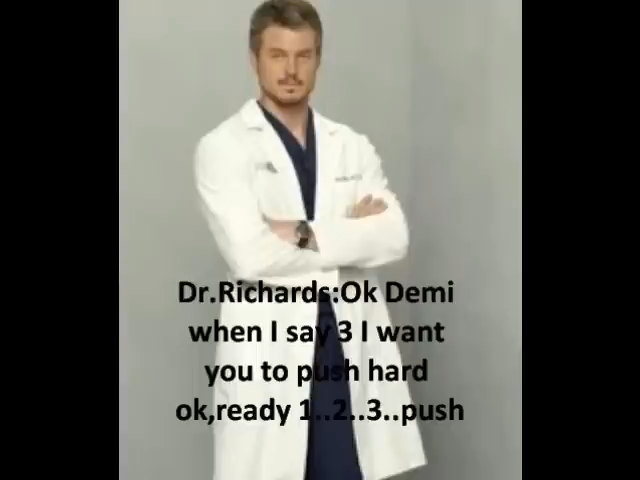 Dr.Richards:Ok Demi
when I say 3 I want
you to push hard
ok,ready 1..2..3..push